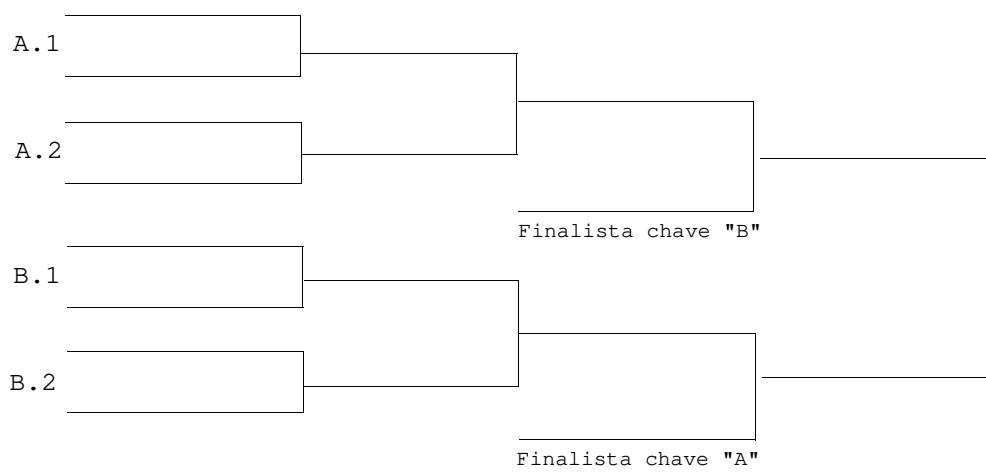 A.1
A.2
Finalista chave "B"
B.1
B.2
Finalista chave "A"